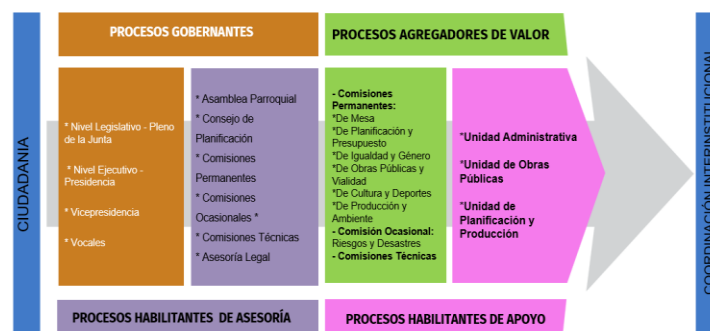 PROCESOS GOBERNANTES
PROCESOS AGREGADORES DE VALOR
CIUDADANIA
* Nivel Legislativo - Pleno
de la Junta
* Nivel Ejecutivo -
Presidencia
* Vicepresidencia
* Vocales
* Asamblea Parroquial
* Consejo de
Planificación
* Comisiones
Permanentes
* Comisiones
Ocasionales *
* Comisiones Técnicas
* Asesoría Legal
- Comisiones
Permanentes:
*De Mesa
*De Planificación y
Presupuesto
*De Igualdad y Género
*De Obras Públicas y
Vialidad
*De Cultura y Deportes
*De Producción y
Ambiente
- Comisión Ocasional:
Riesgos y Desastres
- Comisiones Técnicas
*Unidad Administrativa
*Unidad de Obras
Públicas
*Unidad de
Planificación y
Producción
COORDINACIÓN INTERINSTITUCIONAL
PROCESOS HABILITANTES DE ASESORÍA
PROCESOS HABILITANTES DE APOYO